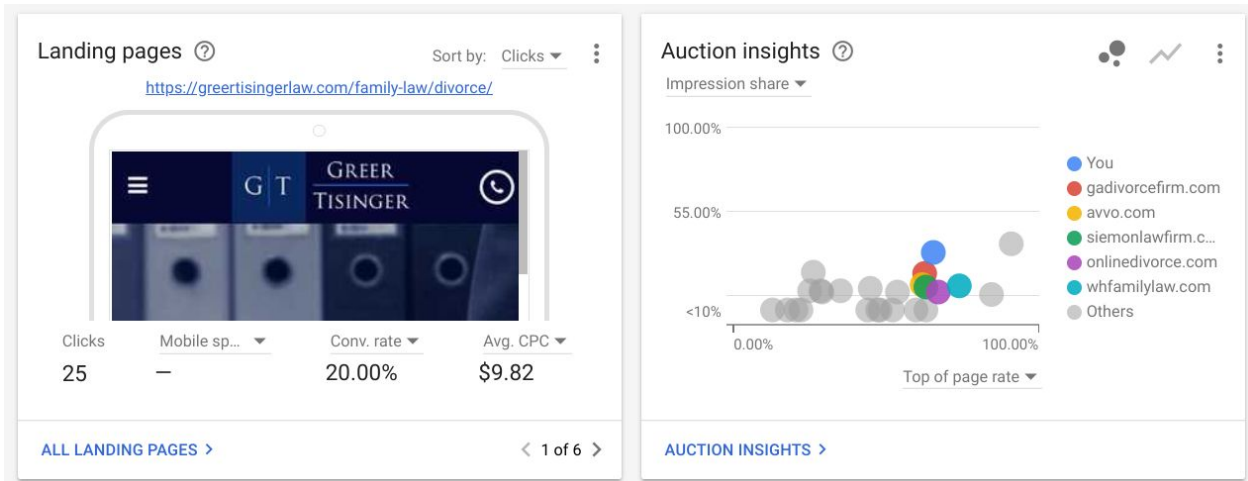 Landing pages
Sort by: Clicks
https://greertisingerlaw.com/family-law/divorce/
G T GREER
TISINGER
Clicks Mobile sp... Conv. rate Avg. CPC
25 — 20.00% $9.82
ALL LANDING PAGES
1 of 6
Auction insights
Impression share
100.00%
55.00%
<10%
0.00% 100.00%
Top of page rate
You
gadivorcefirm.com
avvo.com
siemonlawfirm.c...
onlinedivorce.com
whfamilylaw.com
Others
AUCTION INSIGHTS